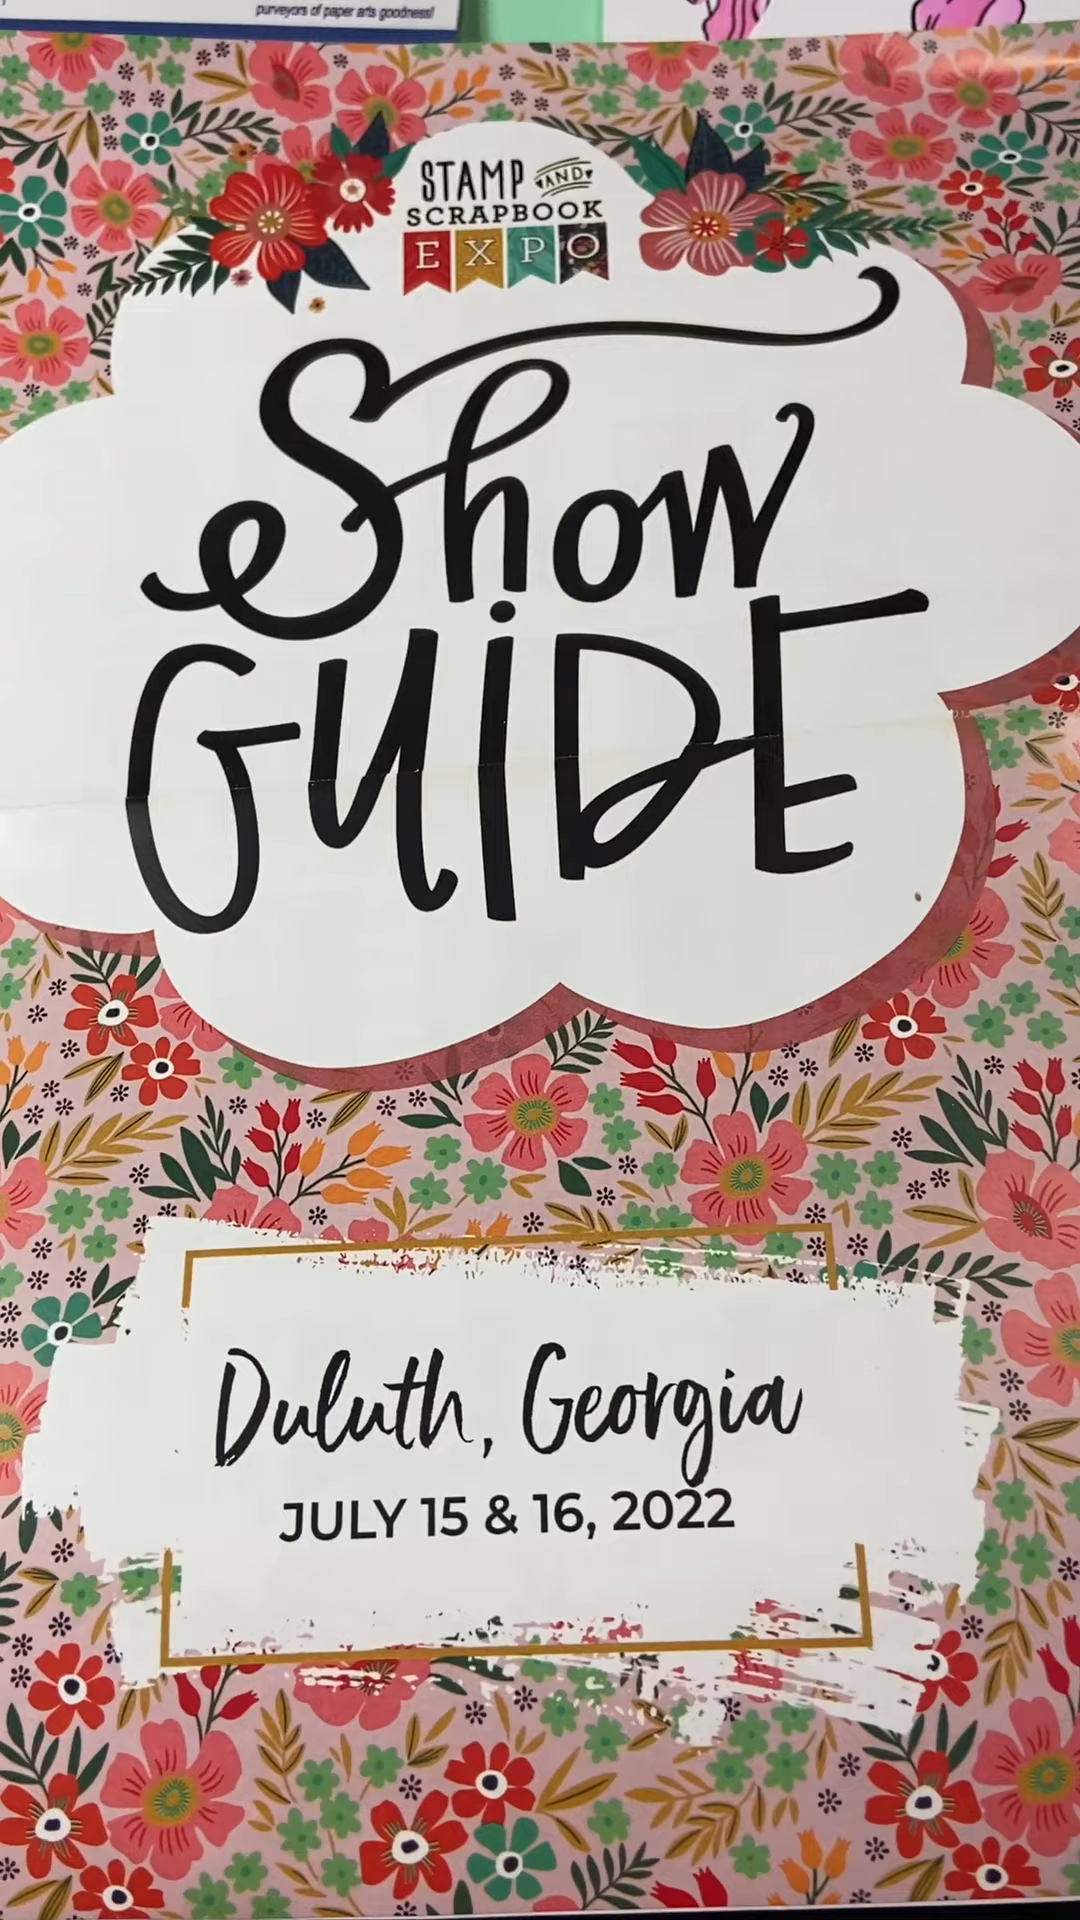 purveyors of paper arts goodness!
STAMP AND
SCRAPBOOK
EXPO
Show
GUIDE
Duluth, Georgia
JULY 15 & 16, 2022